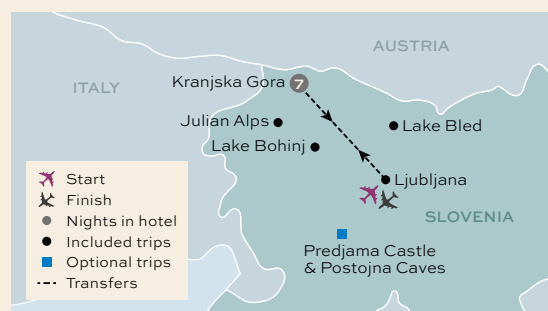 AUSTRIA
ITALY
Kranjska Gora 7
Julian Alps
Lake Bled
Lake Bohinj
Ljubljana
SLOVENIA
Predjama Castle
& Postojna Caves
Start
Finish
Nights in hotel
Included trips
Optional trips
Transfers